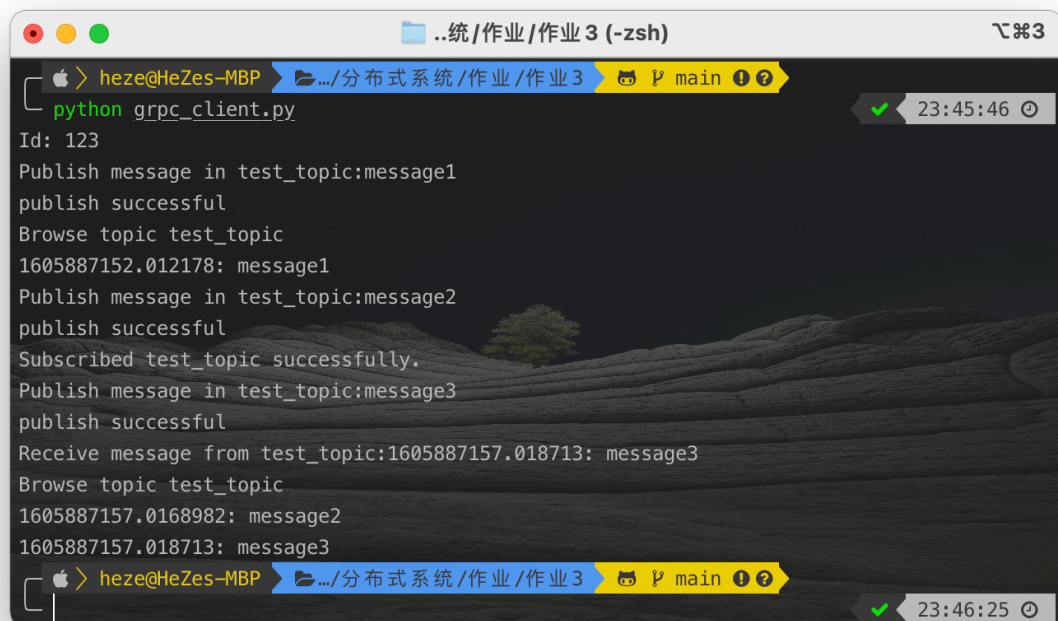 ..统/作业/作业3 (-zsh) ⌥⌘3
heze@HeZes-MBP …/分布式系统/作业/作业3 main
python grpc_client.py 23:45:46
Id: 123
Publish message in test_topic:message1
publish successful
Browse topic test_topic
1605887152.012178: message1
Publish message in test_topic:message2
publish successful
Subscribed test_topic successfully.
Publish message in test_topic:message3
publish successful
Receive message from test_topic:1605887157.018713: message3
Browse topic test_topic
1605887157.0168982: message2
1605887157.018713: message3
heze@HeZes-MBP …/分布式系统/作业/作业3 main
23:46:25